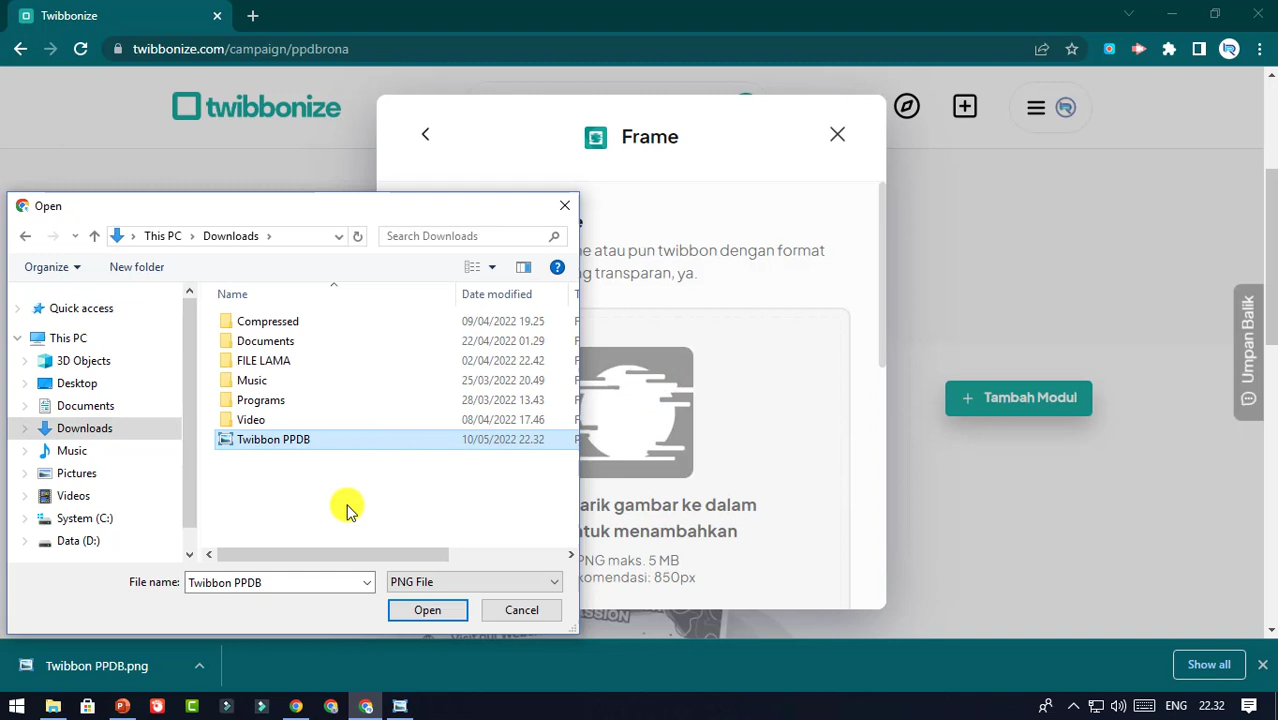 Twibbonize
twibbonize.com/campaign/ppdbrona
twibbonize
Frame
Open
This PC
Downloads
Search Downloads
Organize
New folder
Name
Date modified
Quick access
This PC
3D Objects
Desktop
Documents
Downloads
Music
Pictures
Videos
System (C:)
Data (D:)
Compressed 09/04/2022 19.25
Documents 22/04/2022 01.29
FILE LAMA 02/04/2022 22.42
Music 25/03/2022 20.49
Programs 28/03/2022 13.43
Video 08/04/2022 17.46
Twibbon PPDB 10/05/2022 22.32
File name: Twibbon PPDB
PNG File
Open
Cancel
e atau pun twibbon dengan format
ng transparan, ya.
arik gambar ke dalam
tuk menambahkan
PNG maks. 5 MB
komendasi: 850px
Tambah Modul
Umpan Balik
Twibbon PPDB.png
Show all
ENG
22.32